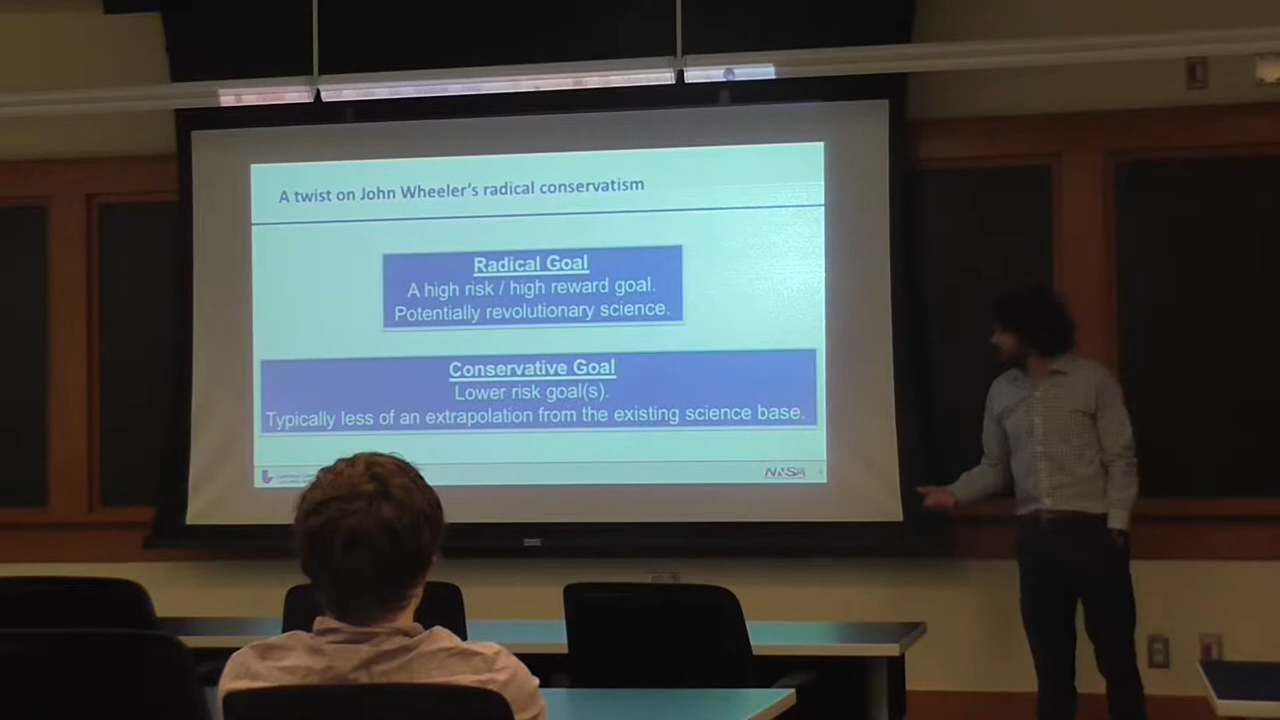 A twist on John Wheeler's radical conservatism
Radical Goal
A high risk / high reward goal.
Potentially revolutionary science.
Conservative Goal
Lower risk goal(s).
Typically less of an extrapolation from the existing science base.
NNSA